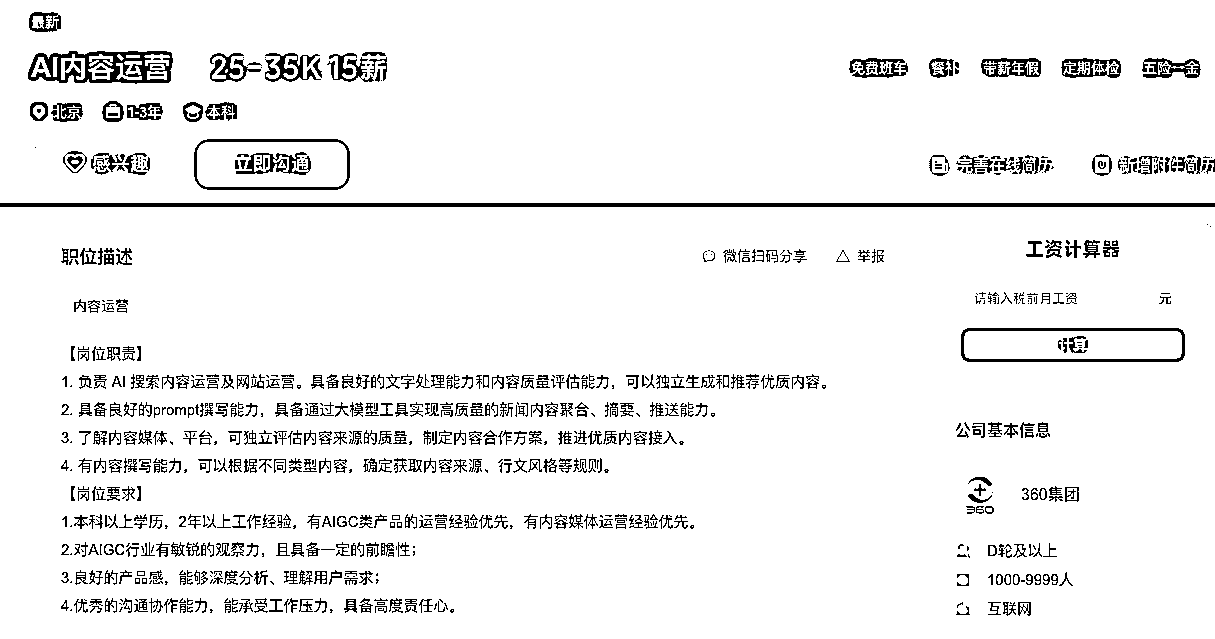 最新
AI内容运营 25-35K 15薪
免费班车 餐补 带薪年假 定期体检 五险一金
北京 1-3年 本科
感兴趣 立即沟通
完善在线简历 新增附件简历
职位描述
微信扫码分享 举报
内容运营
【岗位职责】
1. 负责 AI 搜索内容运营及网站运营。具备良好的文字处理能力和内容质量评估能力，可以独立生成和推荐优质内容。
2. 具备良好的prompt撰写能力，具备通过大模型工具实现高质量的新闻内容聚合、摘要、推送能力。
3. 了解内容媒体、平台，可独立评估内容来源的质量，制定内容合作方案，推进优质内容接入。
4. 有内容撰写能力，可以根据不同类型内容，确定获取内容来源、行文风格等规则。
【岗位要求】
1.本科以上学历，2年以上工作经验，有AIGC类产品的运营经验优先，有内容媒体运营经验优先。
2.对AIGC行业有敏锐的观察力，且具备一定的前瞻性；
3.良好的产品感，能够深度分析、理解用户需求；
4.优秀的沟通协作能力，能承受工作压力，具备高度责任心。
工资计算器
请输入税前月工资 元
计算
公司基本信息
360
360集团
D轮及以上
1000-9999人
互联网